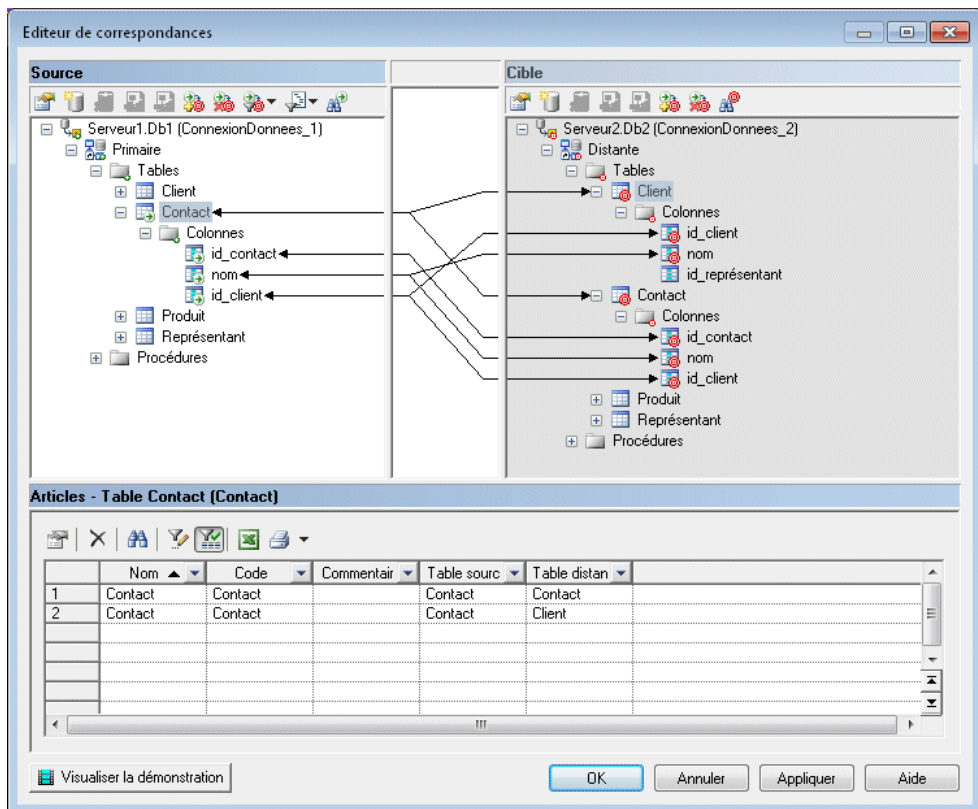 Editeur de correspondances
Source
Cible
Serveur1.Db1 (ConnexionDonnees_1)
Primaire
Tables
Client
Contact
Colonnes
id_contact
nom
id_client
Produit
Représentant
Procédures
Serveur2.Db2 (ConnexionDonnees_2)
Distante
Tables
Client
Colonnes
id_client
nom
id_représentant
Contact
Colonnes
id_contact
nom
id_client
Produit
Représentant
Procédures
Articles - Table Contact (Contact)
Nom Code Commentair Table sourc Table distan
1 Contact Contact Contact Contact
2 Contact Contact Contact Client
Visualiser la démonstration
OK Annuler Appliquer Aide